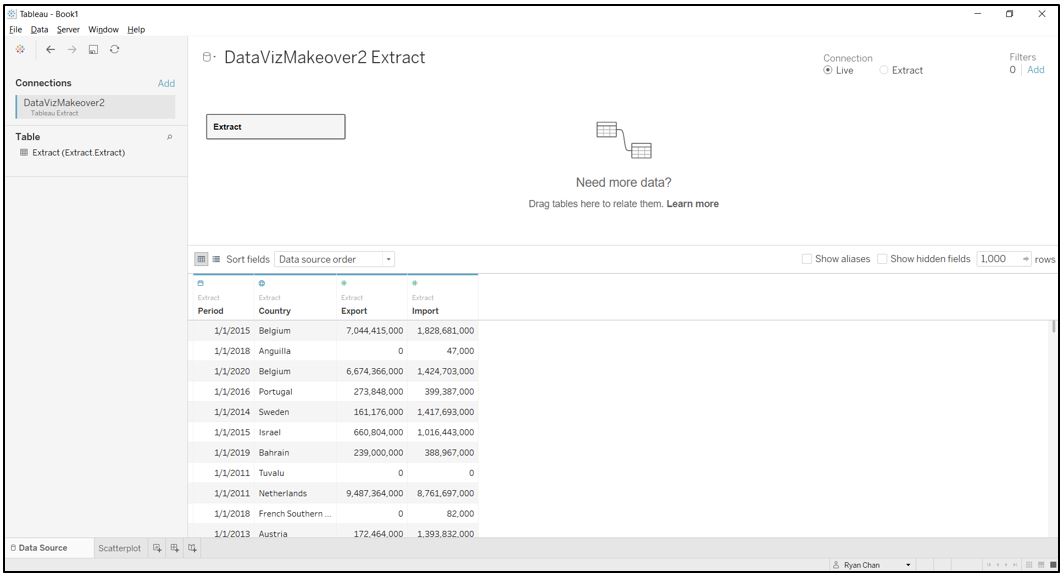 Tableau - Book1
File Data Server Window Help
Connections Add
DataVizMakeover2
Tableau Extract
Table
Extract (Extract.Extract)
DataVizMakeover2 Extract
Connection
Live Extract
Filters
0 Add
Extract
Need more data?
Drag tables here to relate them. Learn more
Sort fields Data source order Show aliases Show hidden fields 1,000 rows
Extract Extract Extract Extract
Period Country Export Import
1/1/2015 Belgium 7,044,415,000 1,828,681,000
1/1/2018 Anguilla 0 47,000
1/1/2020 Belgium 6,674,366,000 1,424,703,000
1/1/2016 Portugal 273,848,000 399,387,000
1/1/2014 Sweden 161,176,000 1,417,693,000
1/1/2015 Israel 660,804,000 1,016,443,000
1/1/2019 Bahrain 239,000,000 388,967,000
1/1/2011 Tuvalu 0 0
1/1/2011 Netherlands 9,487,364,000 8,761,697,000
1/1/2018 French Southern ... 0 82,000
1/1/2013 Austria 172,464,000 1,393,832,000
Data Source Scatterplot
Ryan Chan